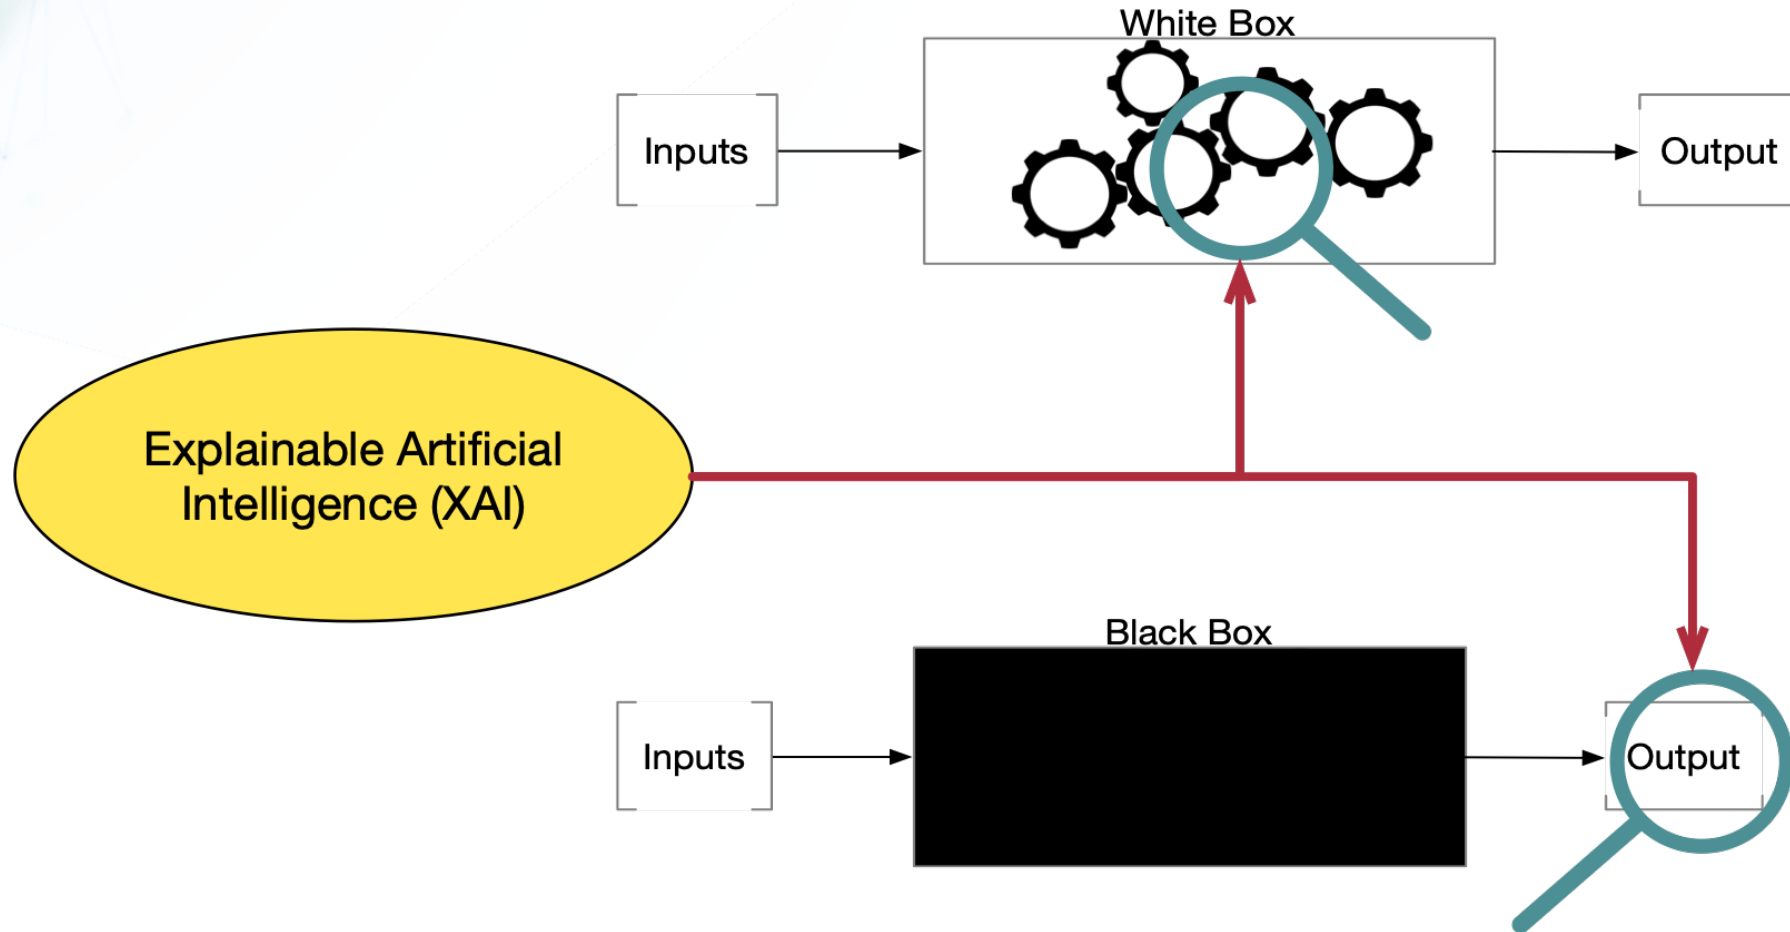 White Box
Inputs
Output
Explainable Artificial
Intelligence (XAI)
Black Box
Inputs
Output